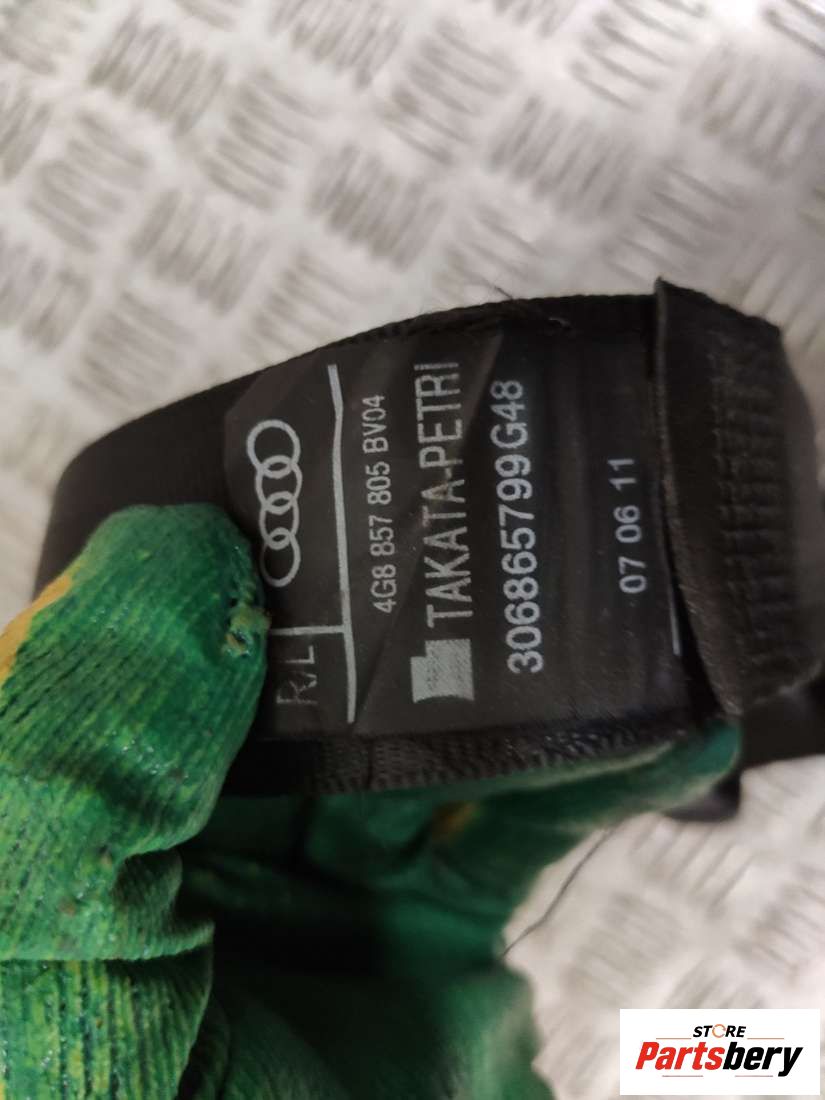 R/L
4G8 857 805 BV04
TAKATA-PETRI
306865799G48
07 06 11
STORE
Partsbery